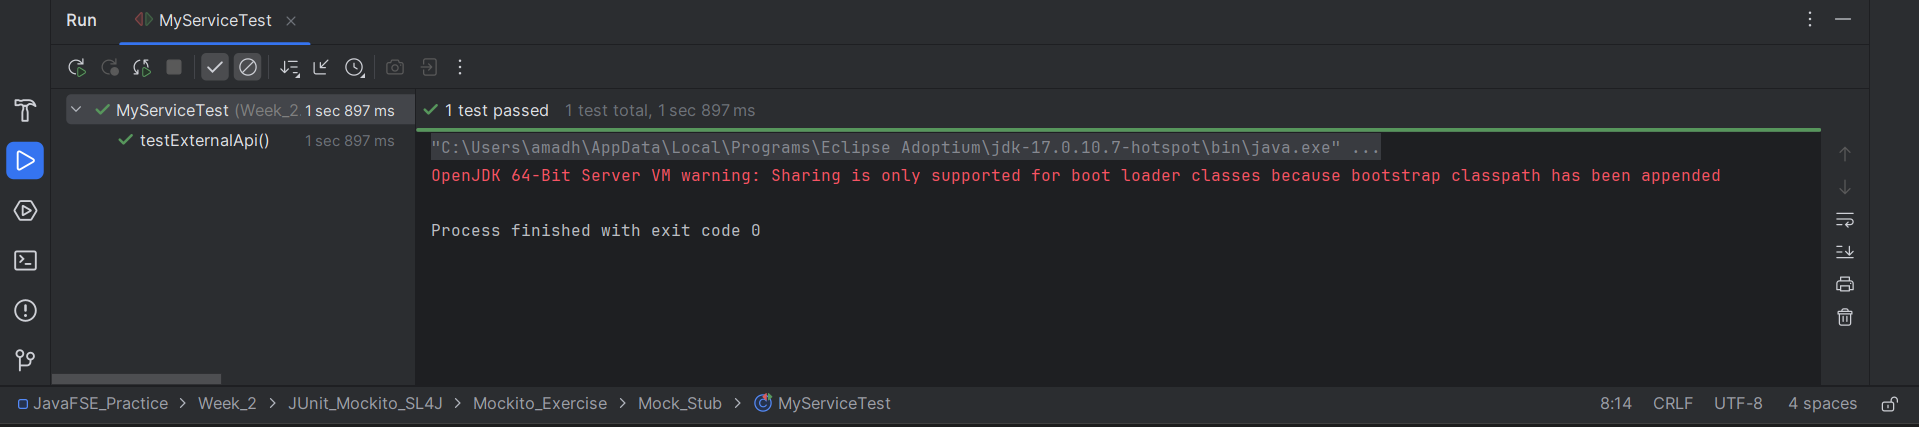 Run MyServiceTest
MyServiceTest (Week_2. 1 sec 897 ms
testExternalApi() 1 sec 897 ms
1 test passed 1 test total, 1 sec 897 ms
"C:\Users\amadh\AppData\Local\Programs\Eclipse Adoptium\jdk-17.0.10.7-hotspot\bin\java.exe" ...
OpenJDK 64-Bit Server VM warning: Sharing is only supported for boot loader classes because bootstrap classpath has been appended
Process finished with exit code 0
JavaFSE_Practice > Week_2 > JUnit_Mockito_SL4J > Mockito_Exercise > Mock_Stub > MyServiceTest 8:14 CRLF UTF-8 4 spaces